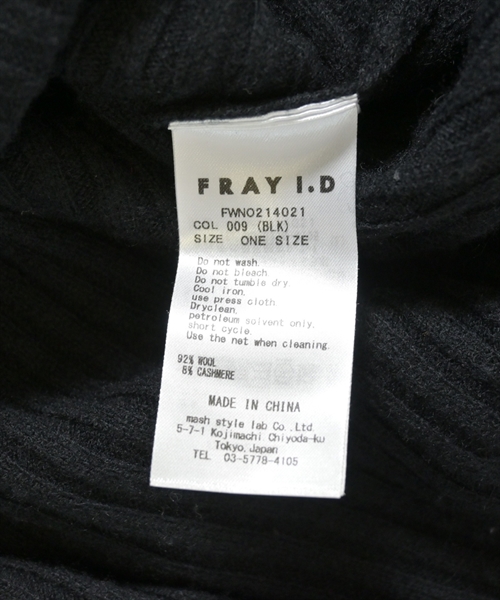 FRAY I.D
FWNO214021
COL 009 (BLK)
SIZE ONE SIZE
Do not wash.
Do not bleach.
Do not tumble dry.
Cool iron.
use press cloth.
Dryclean.
petroleum solvent only.
short cycle.
Use the net when cleaning.
92% WOOL
8% CASHMERE
MADE IN CHINA
mash style lab Co.,Ltd.
5-7-1 Kojimachi Chiyoda-ku
Tokyo,Japan
TEL 03-5778-4105